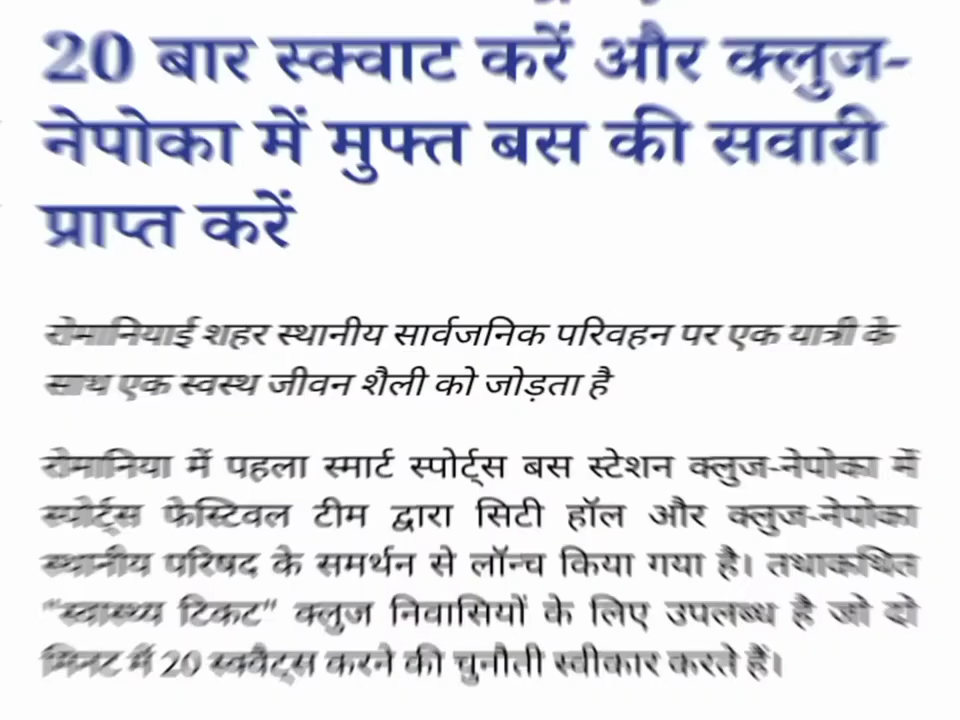 20 बार स्क्वाट करें और क्लुज-
नेपोका में मुफ्त बस की सवारी
प्राप्त करें
रोमानियाई शहर स्थानीय सार्वजनिक परिवहन पर एक यात्री के
साथ एक स्वस्थ जीवन शैली को जोड़ता है
रोमानिया में पहला स्मार्ट स्पोर्ट्स बस स्टेशन क्लुज-नेपोका में
स्पोर्ट्स फेस्टिवल टीम द्वारा सिटी हॉल और क्लुज-नेपोका
स्थानीय परिषद के समर्थन से लॉन्च किया गया है। तथाकथित
"स्वास्थ्य टिकट" क्लुज निवासियों के लिए उपलब्ध है जो दो
मिनट में 20 स्क्वैट्स करने की चुनौती स्वीकार करते हैं।